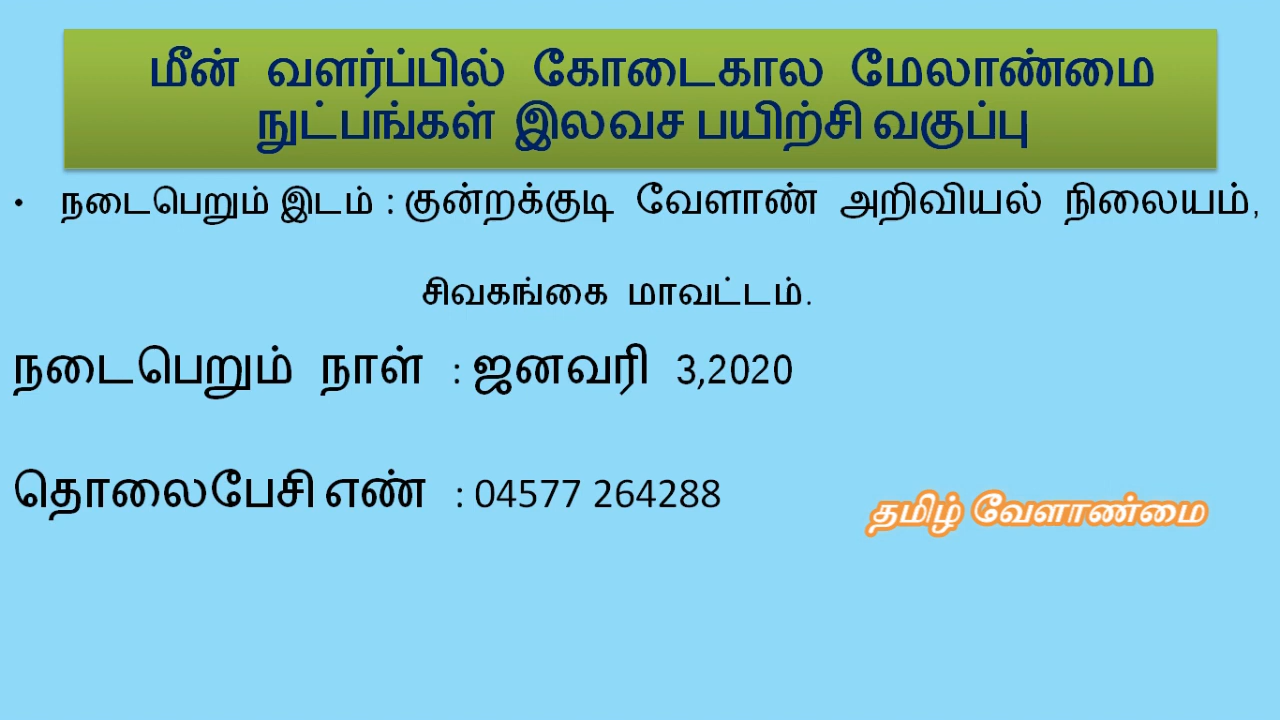 மீன் வளர்ப்பில் கோடைகால மேலாண்மை
நுட்பங்கள் இலவச பயிற்சி வகுப்பு
• நடைபெறும் இடம் : குன்றக்குடி வேளாண் அறிவியல் நிலையம்,
சிவகங்கை மாவட்டம்.
நடைபெறும் நாள் : ஜனவரி 3,2020
தொலைபேசி எண் : 04577 264288
தமிழ் வேளாண்மை